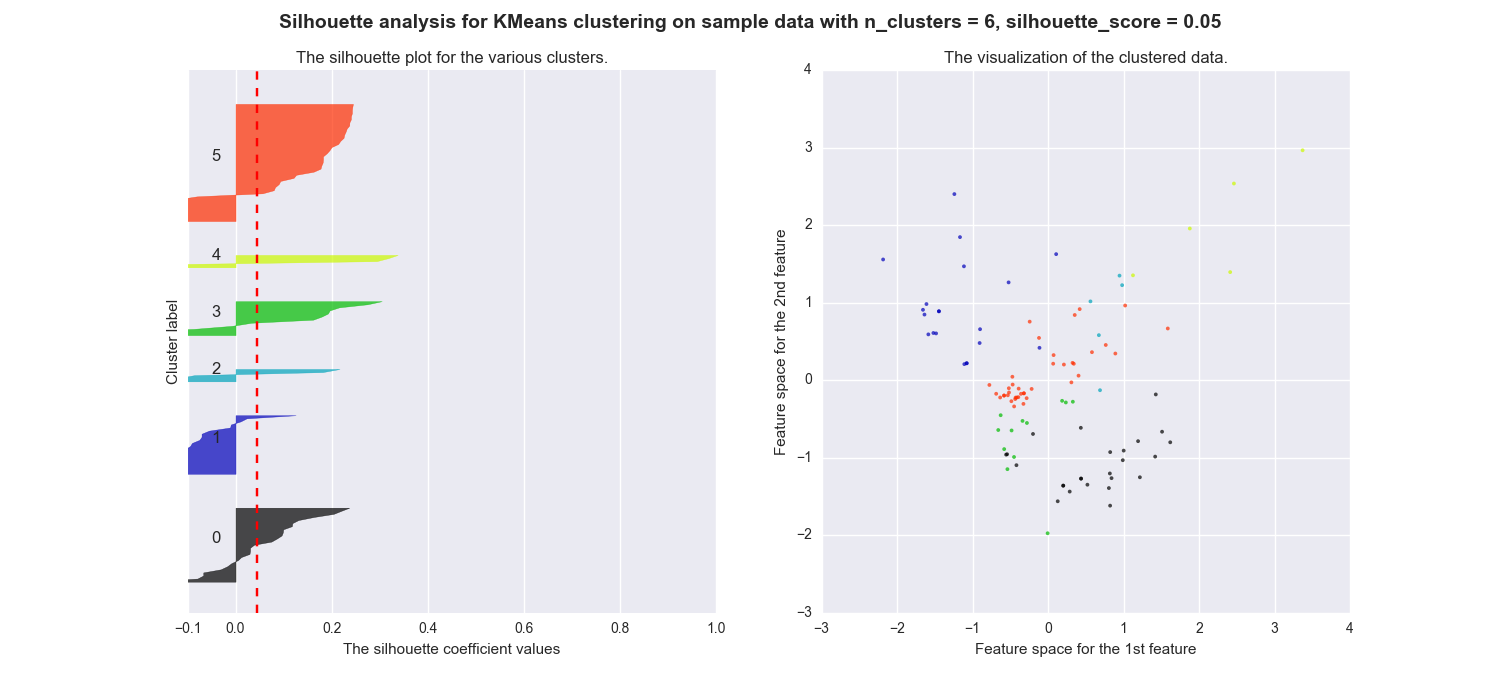 Silhouette analysis for KMeans clustering on sample data with n_clusters = 6, silhouette_score = 0.05
The silhouette plot for the various clusters.
Cluster label
5
4
3
2
1
0
−0.1 0.0 0.2 0.4 0.6 0.8 1.0
The silhouette coefficient values
The visualization of the clustered data.
Feature space for the 2nd feature
4
3
2
1
0
−1
−2
−3
−3 −2 −1 0 1 2 3 4
Feature space for the 1st feature